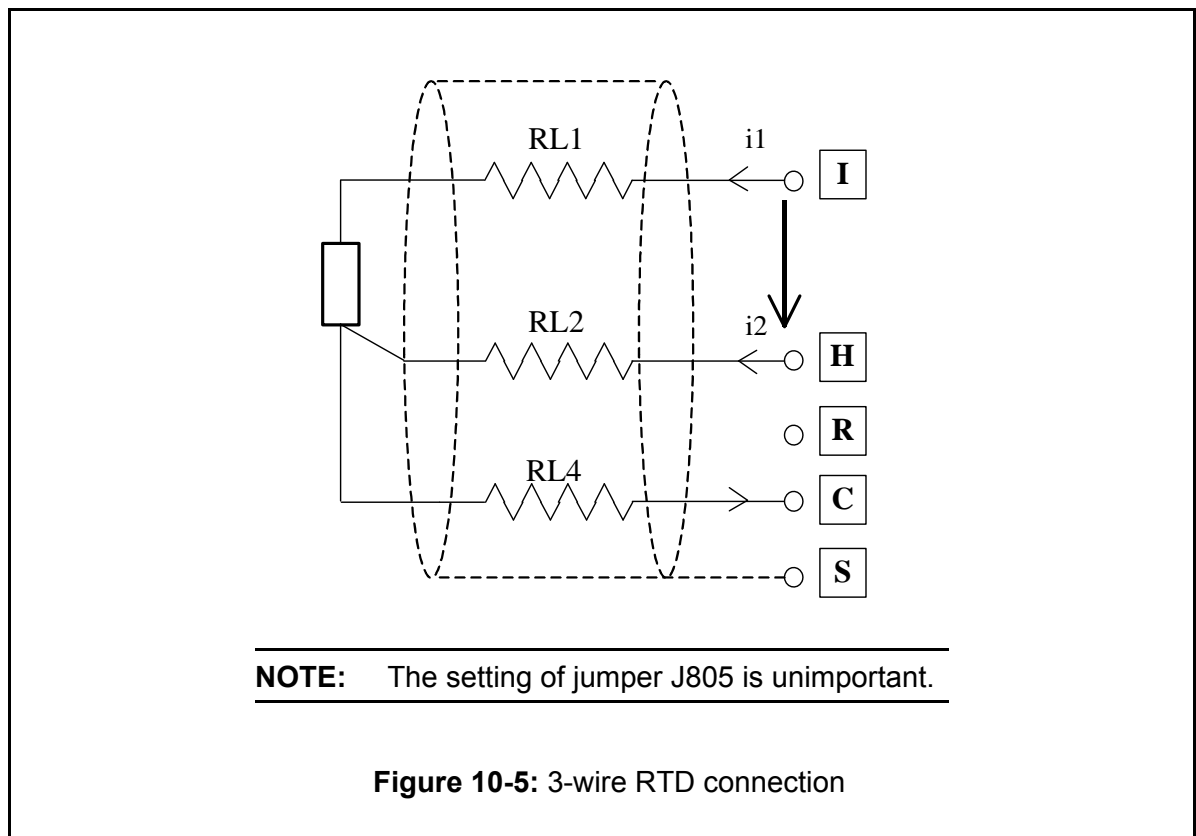 RL1 i1 I
RL2 i2 H
R
RL4 C
S
NOTE: The setting of jumper J805 is unimportant.
Figure 10-5: 3-wire RTD connection